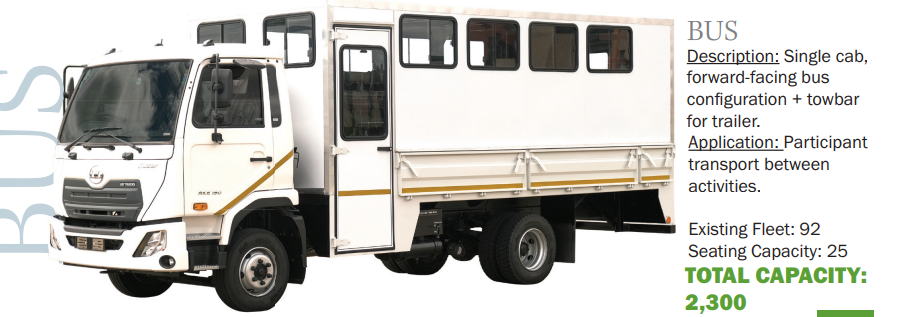 BUS
BUS
Description: Single cab,
forward-facing bus
configuration + towbar
for trailer.
Application: Participant
transport between
activities.
Existing Fleet: 92
Seating Capacity: 25
TOTAL CAPACITY:
2,300